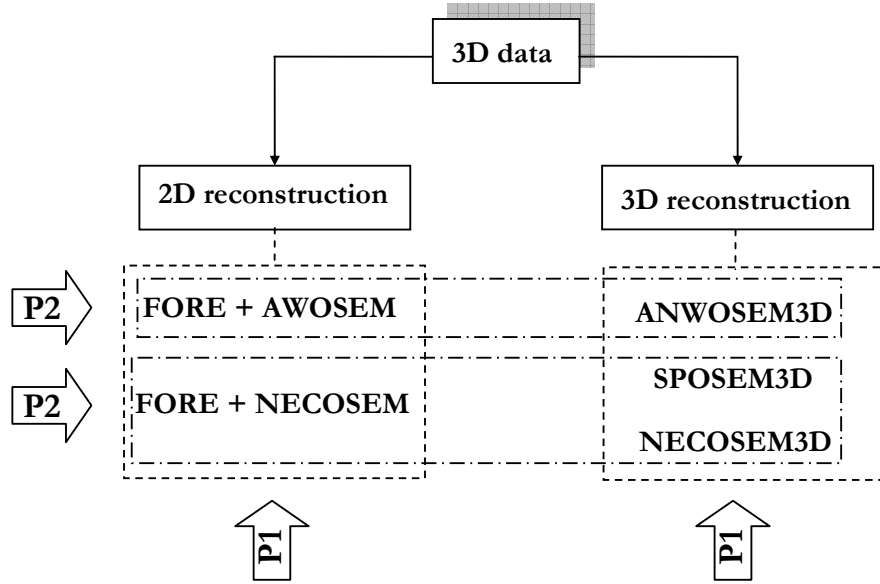 3D data
2D reconstruction
3D reconstruction
P2
FORE + AWOSEM
ANWOSEM3D
P2
FORE + NECOSEM
SPOSEM3D
NECOSEM3D
P1
P1